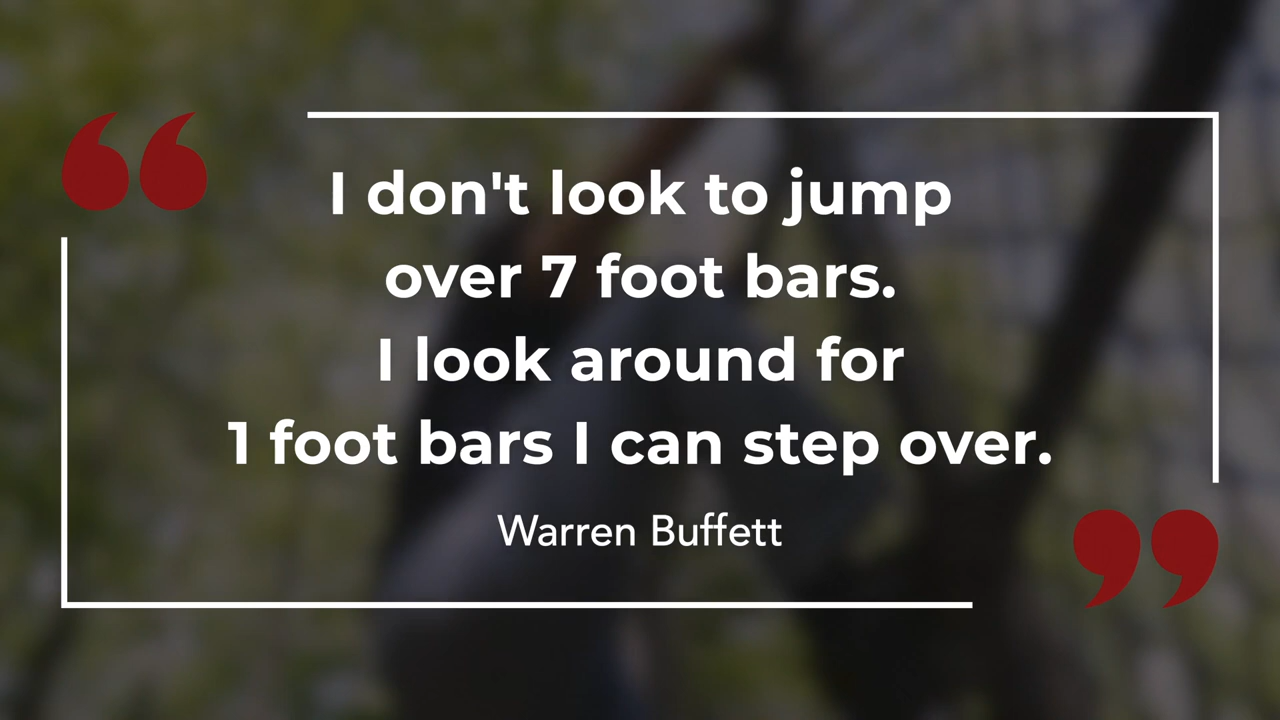 I don't look to jump
over 7 foot bars.
I look around for
1 foot bars I can step over.
Warren Buffett